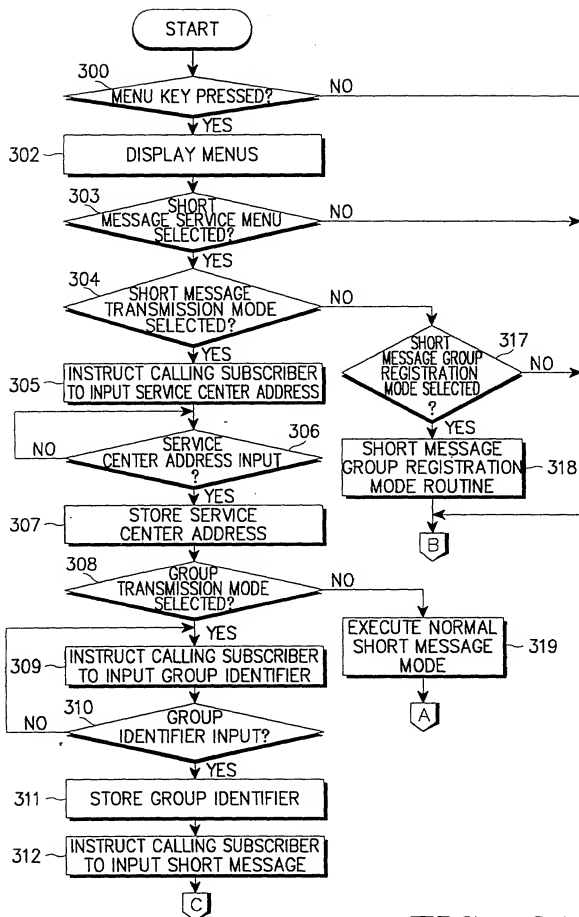 START
300
MENU KEY PRESSED?
NO
YES
302
DISPLAY MENUS
303
SHORT
MESSAGE SERVICE MENU
SELECTED?
NO
YES
304
SHORT MESSAGE
TRANSMISSION MODE
SELECTED?
NO
YES
SHORT
MESSAGE GROUP
REGISTRATION
MODE SELECTED
?
317
NO
YES
305
INSTRUCT CALLING SUBSCRIBER
TO INPUT SERVICE CENTER ADDRESS
306
SERVICE
CENTER ADDRESS INPUT
?
NO
YES
SHORT MESSAGE
GROUP REGISTRATION
MODE ROUTINE
318
B
307
STORE SERVICE
CENTER ADDRESS
308
GROUP
TRANSMISSION MODE
SELECTED?
NO
YES
EXECUTE NORMAL
SHORT MESSAGE
MODE
319
A
309
INSTRUCT CALLING SUBSCRIBER
TO INPUT GROUP IDENTIFIER
310
GROUP
IDENTIFIER INPUT?
NO
YES
311
STORE GROUP IDENTIFIER
312
INSTRUCT CALLING SUBSCRIBER
TO INPUT SHORT MESSAGE
C